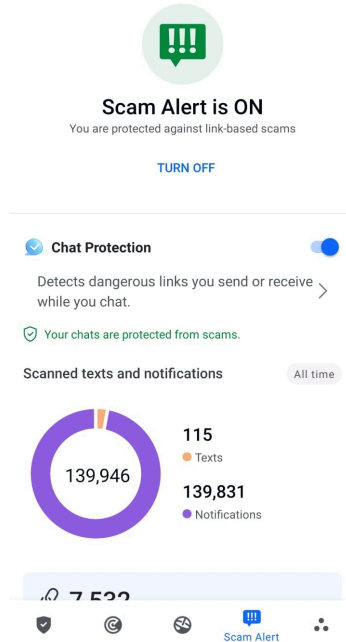 !!!
Scam Alert is ON
You are protected against link-based scams
TURN OFF
Chat Protection
Detects dangerous links you send or receive
while you chat.
Your chats are protected from scams.
Scanned texts and notifications
All time
139,946
115
Texts
139,831
Notifications
7,532
!!!
Scam Alert